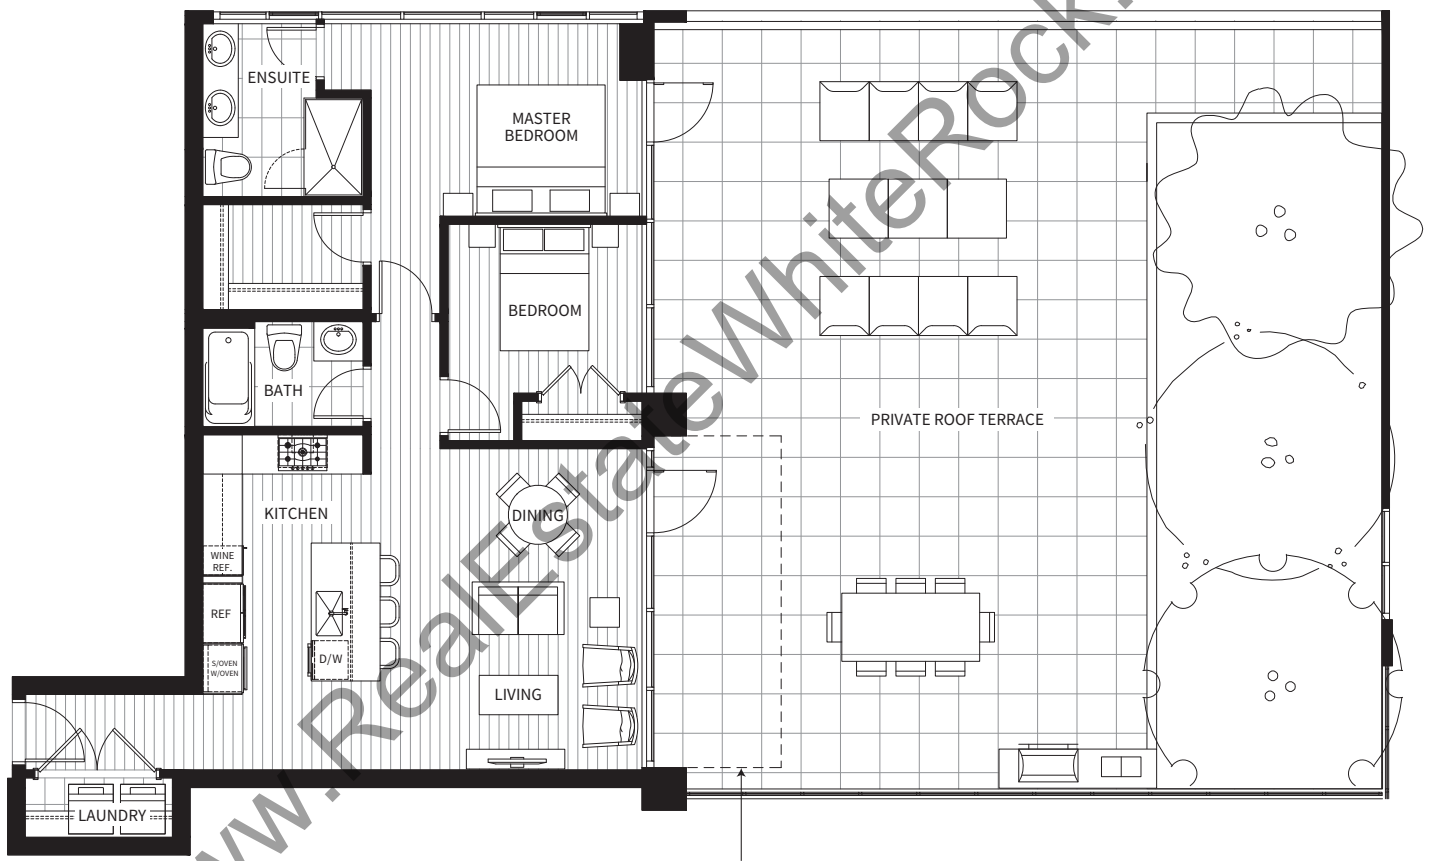 ENSUITE
MASTER
BEDROOM
BEDROOM
BATH
PRIVATE ROOF TERRACE
KITCHEN
DINING
WINE
REF.
REF
S/OVEN
W/OVEN
D/W
LIVING
LAUNDRY
www.RealEstateWhiteRock.